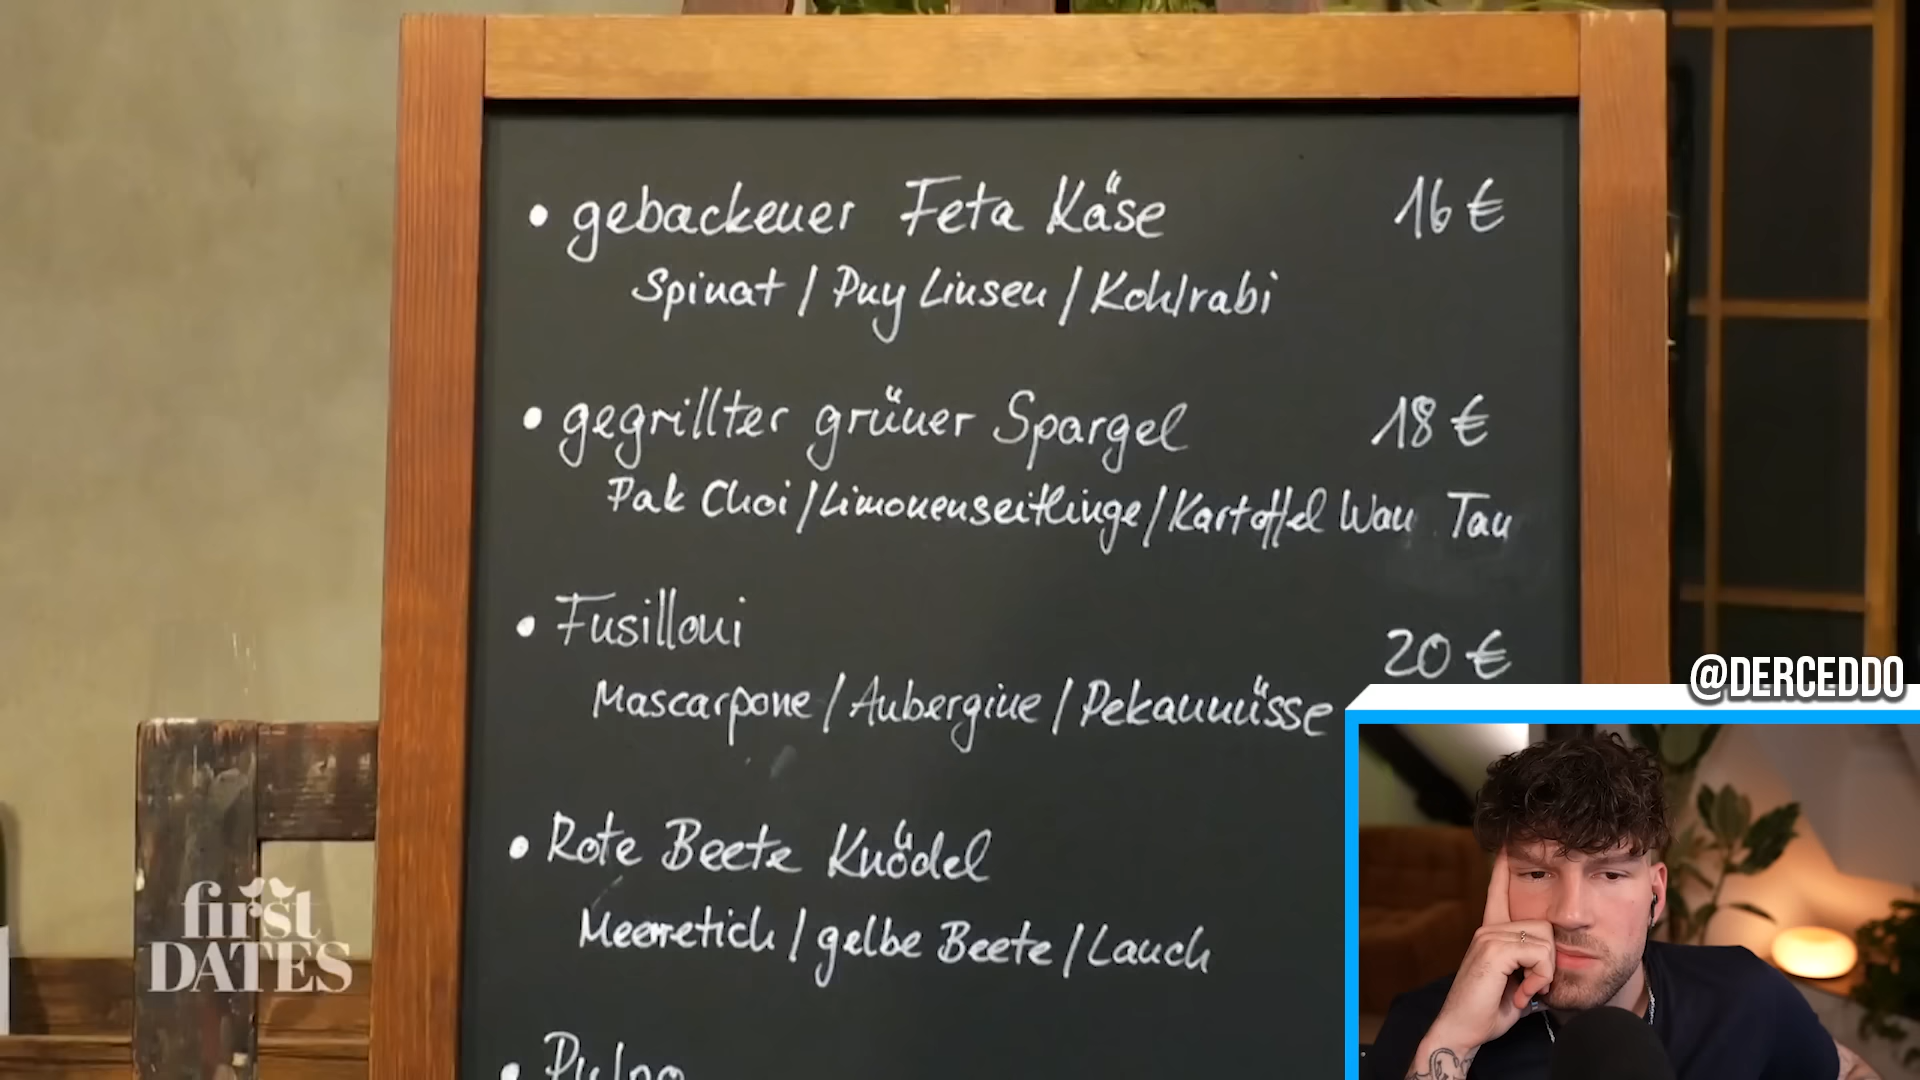 • gebackener Feta Käse 16 €
Spinat / Puy Linsen / Kohlrabi
• gegrillter grüner Spargel 18 €
Pak Choi / Limonenseitlinge / Kartoffel Wan Tan
• Fusilloni 20 €
Mascarpone / Aubergine / Pekannüsse
• Rote Beete Knödel
Meerretich / gelbe Beete / Lauch
• Pulpo
first
DATES
@DERCEDDO